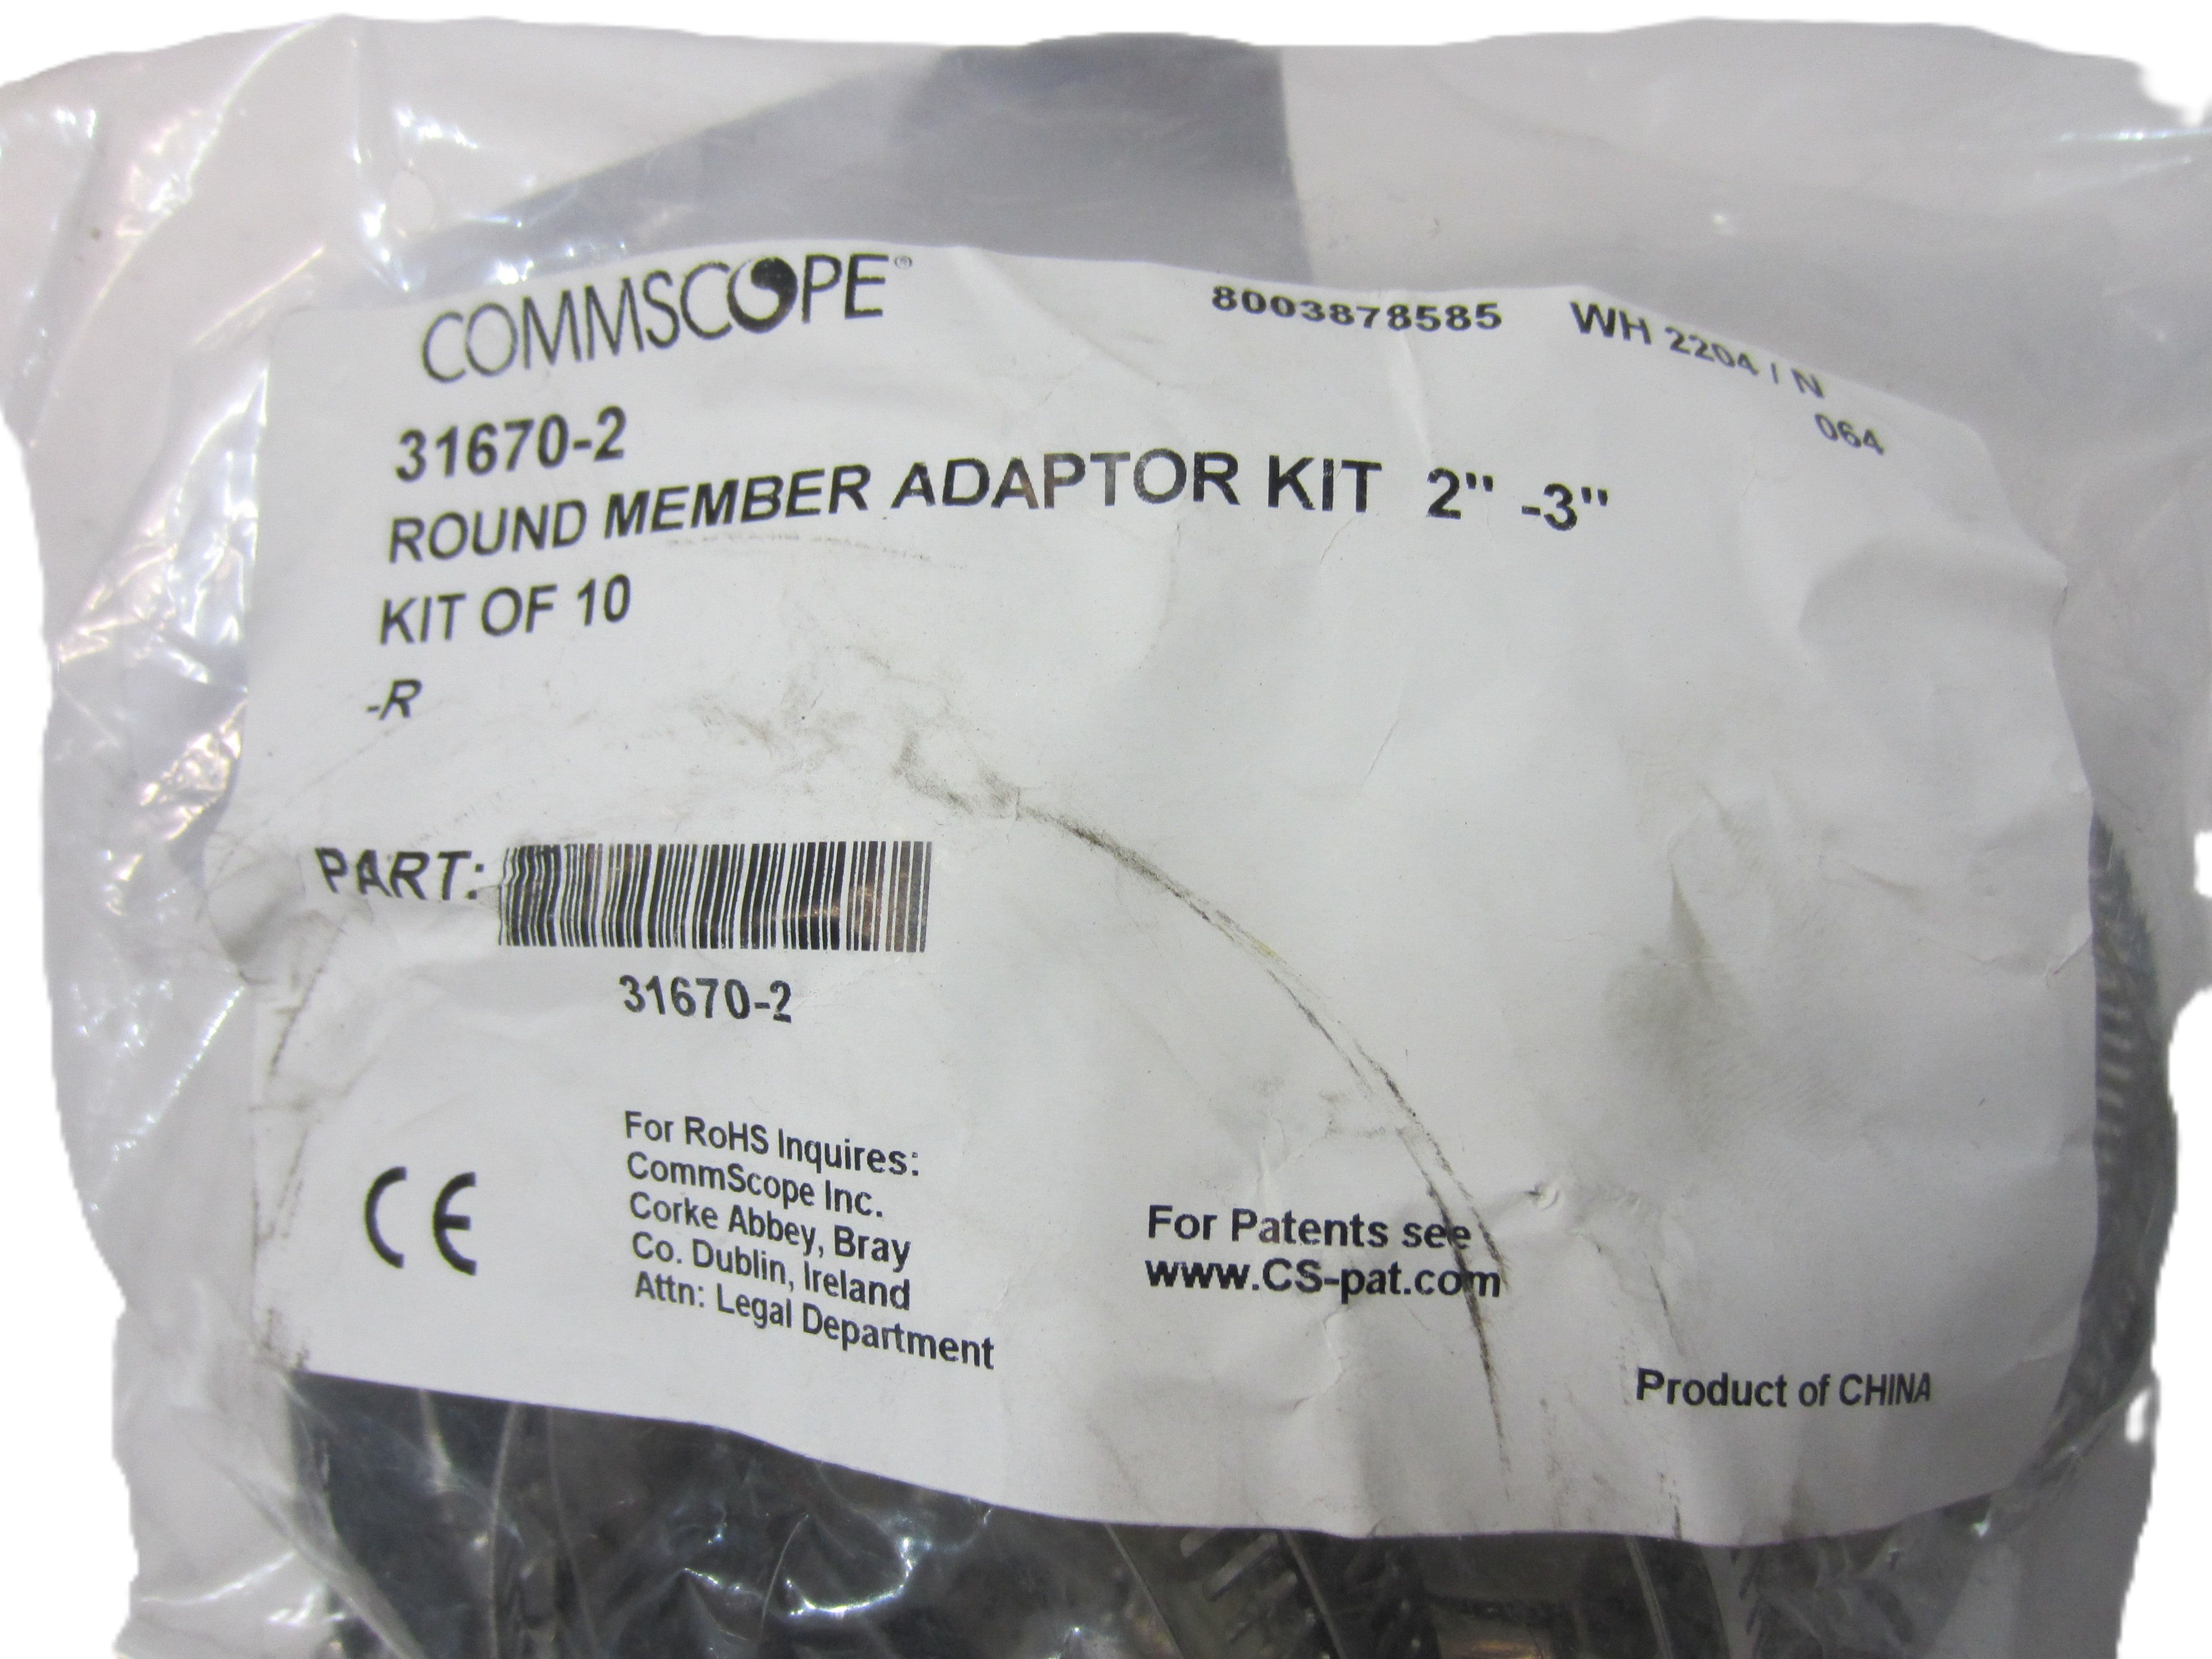 COMMSCOPE®
8003878585 WH 2204 / N
064
31670-2
ROUND MEMBER ADAPTOR KIT 2" -3"
KIT OF 10
-R
PART:
31670-2
CE
For RoHS Inquires:
CommScope Inc.
Corke Abbey, Bray
Co. Dublin, Ireland
Attn: Legal Department
For Patents see
www.CS-pat.com
Product of CHINA